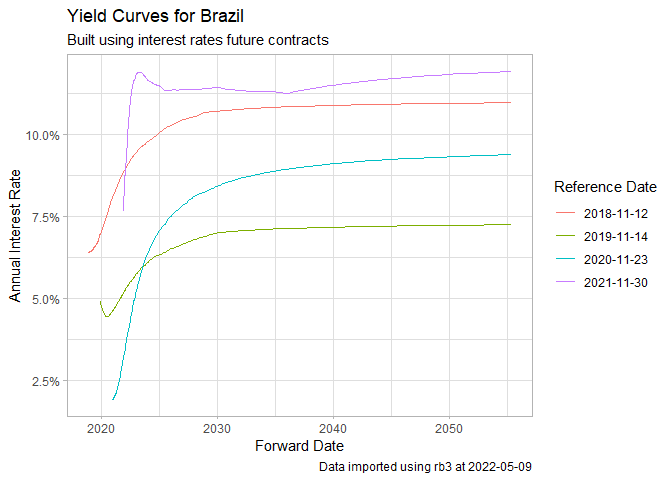 Yield Curves for Brazil
Built using interest rates future contracts
Annual Interest Rate
10.0%
7.5%
5.0%
2.5%
2020
2030
2040
2050
Forward Date
Reference Date
2018-11-12
2019-11-14
2020-11-23
2021-11-30
Data imported using rb3 at 2022-05-09